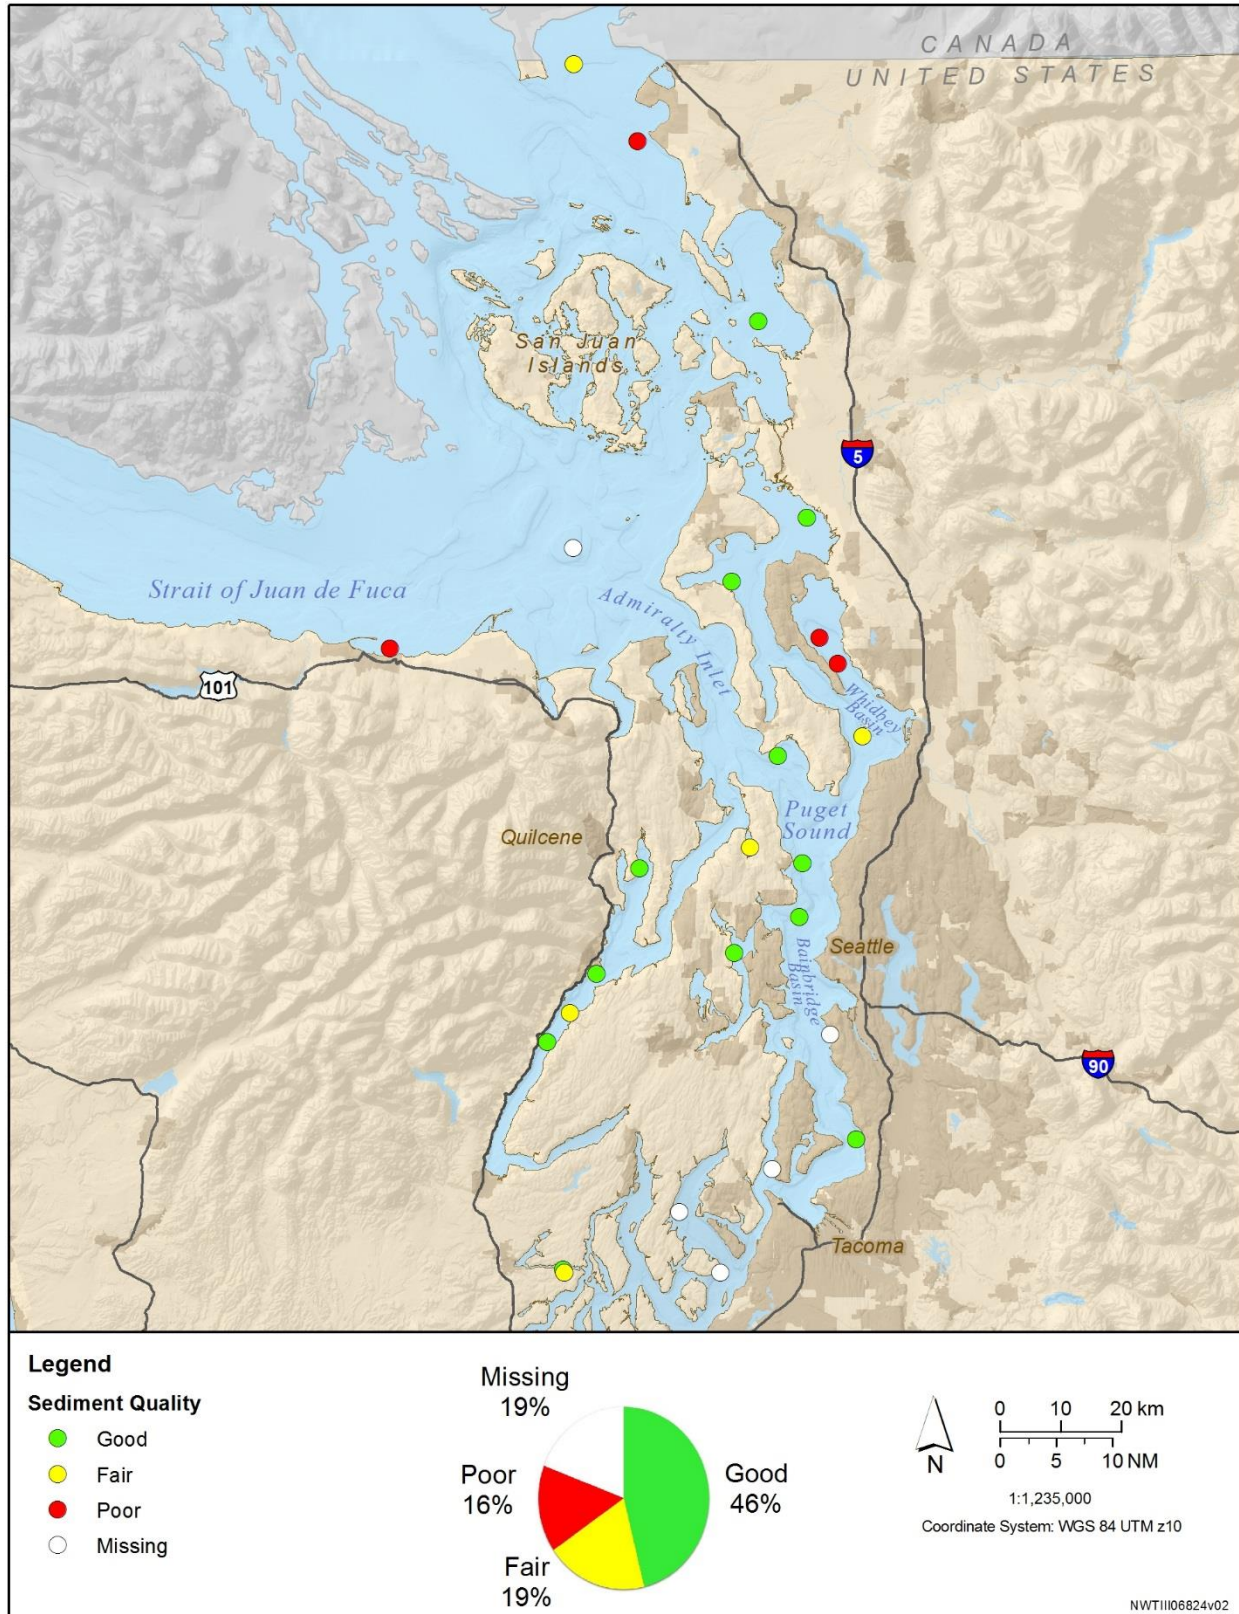 CANADA
UNITED STATES
San Juan
Islands
5
Strait of Juan de Fuca
Admiralty Inlet
101
Whidbey
Basin
Puget
Sound
Quilcene
Seattle
Bainbridge
Basin
90
Tacoma
Legend
Sediment Quality
Good
Fair
Poor
Missing
Missing
19%
Poor
16%
Good
46%
Fair
19%
N
0 10 20 km
0 5 10 NM
1:1,235,000
Coordinate System: WGS 84 UTM z10
NWTIII06824v02